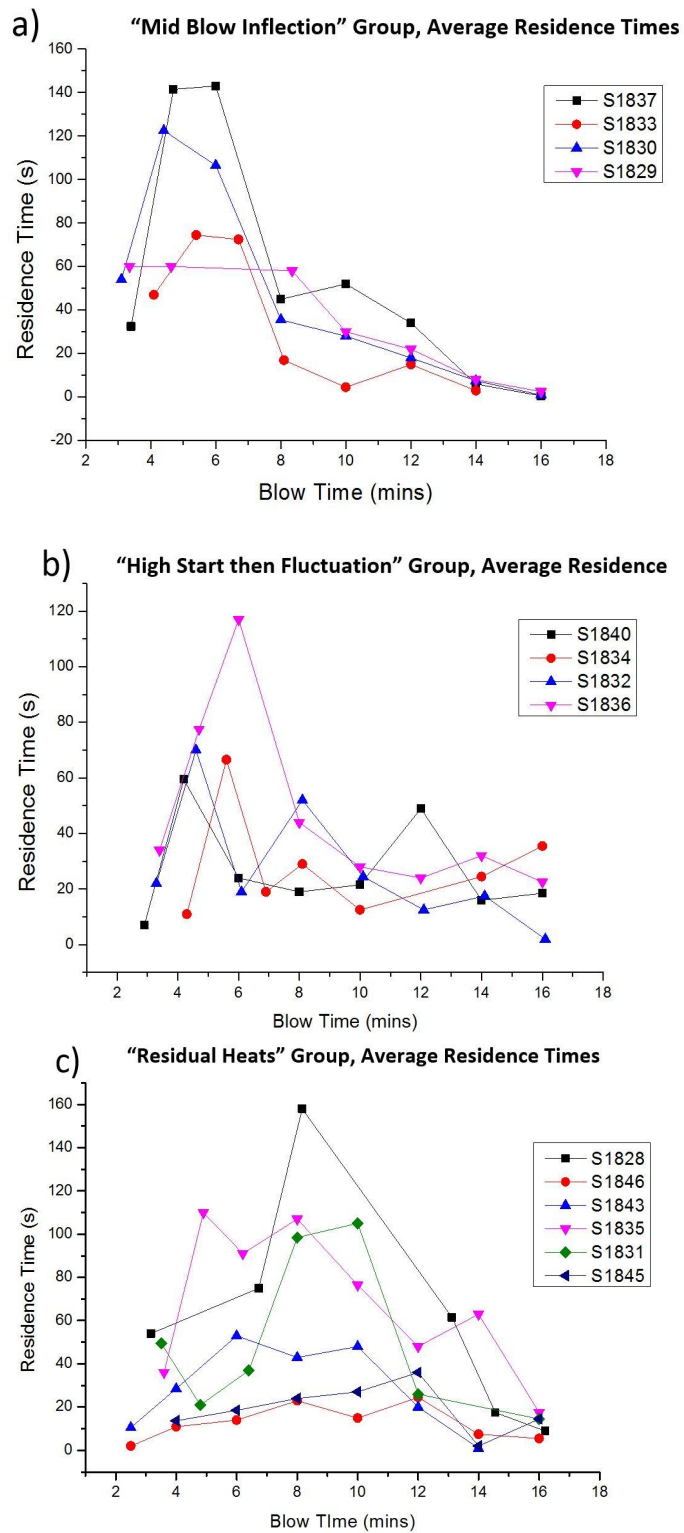 a)
“Mid Blow Inflection” Group, Average Residence Times
160
140
120
100
80
60
40
20
0
-20
Residence Time (s)
S1837
S1833
S1830
S1829
2 4 6 8 10 12 14 16 18
Blow Time (mins)
b)
“High Start then Fluctuation” Group, Average Residence
120
100
80
60
40
20
0
Residence Time (s)
S1840
S1834
S1832
S1836
2 4 6 8 10 12 14 16 18
Blow Time (mins)
c)
“Residual Heats” Group, Average Residence Times
160
140
120
100
80
60
40
20
0
Residence Time (s)
S1828
S1846
S1843
S1835
S1831
S1845
2 4 6 8 10 12 14 16 18
Blow TIme (mins)